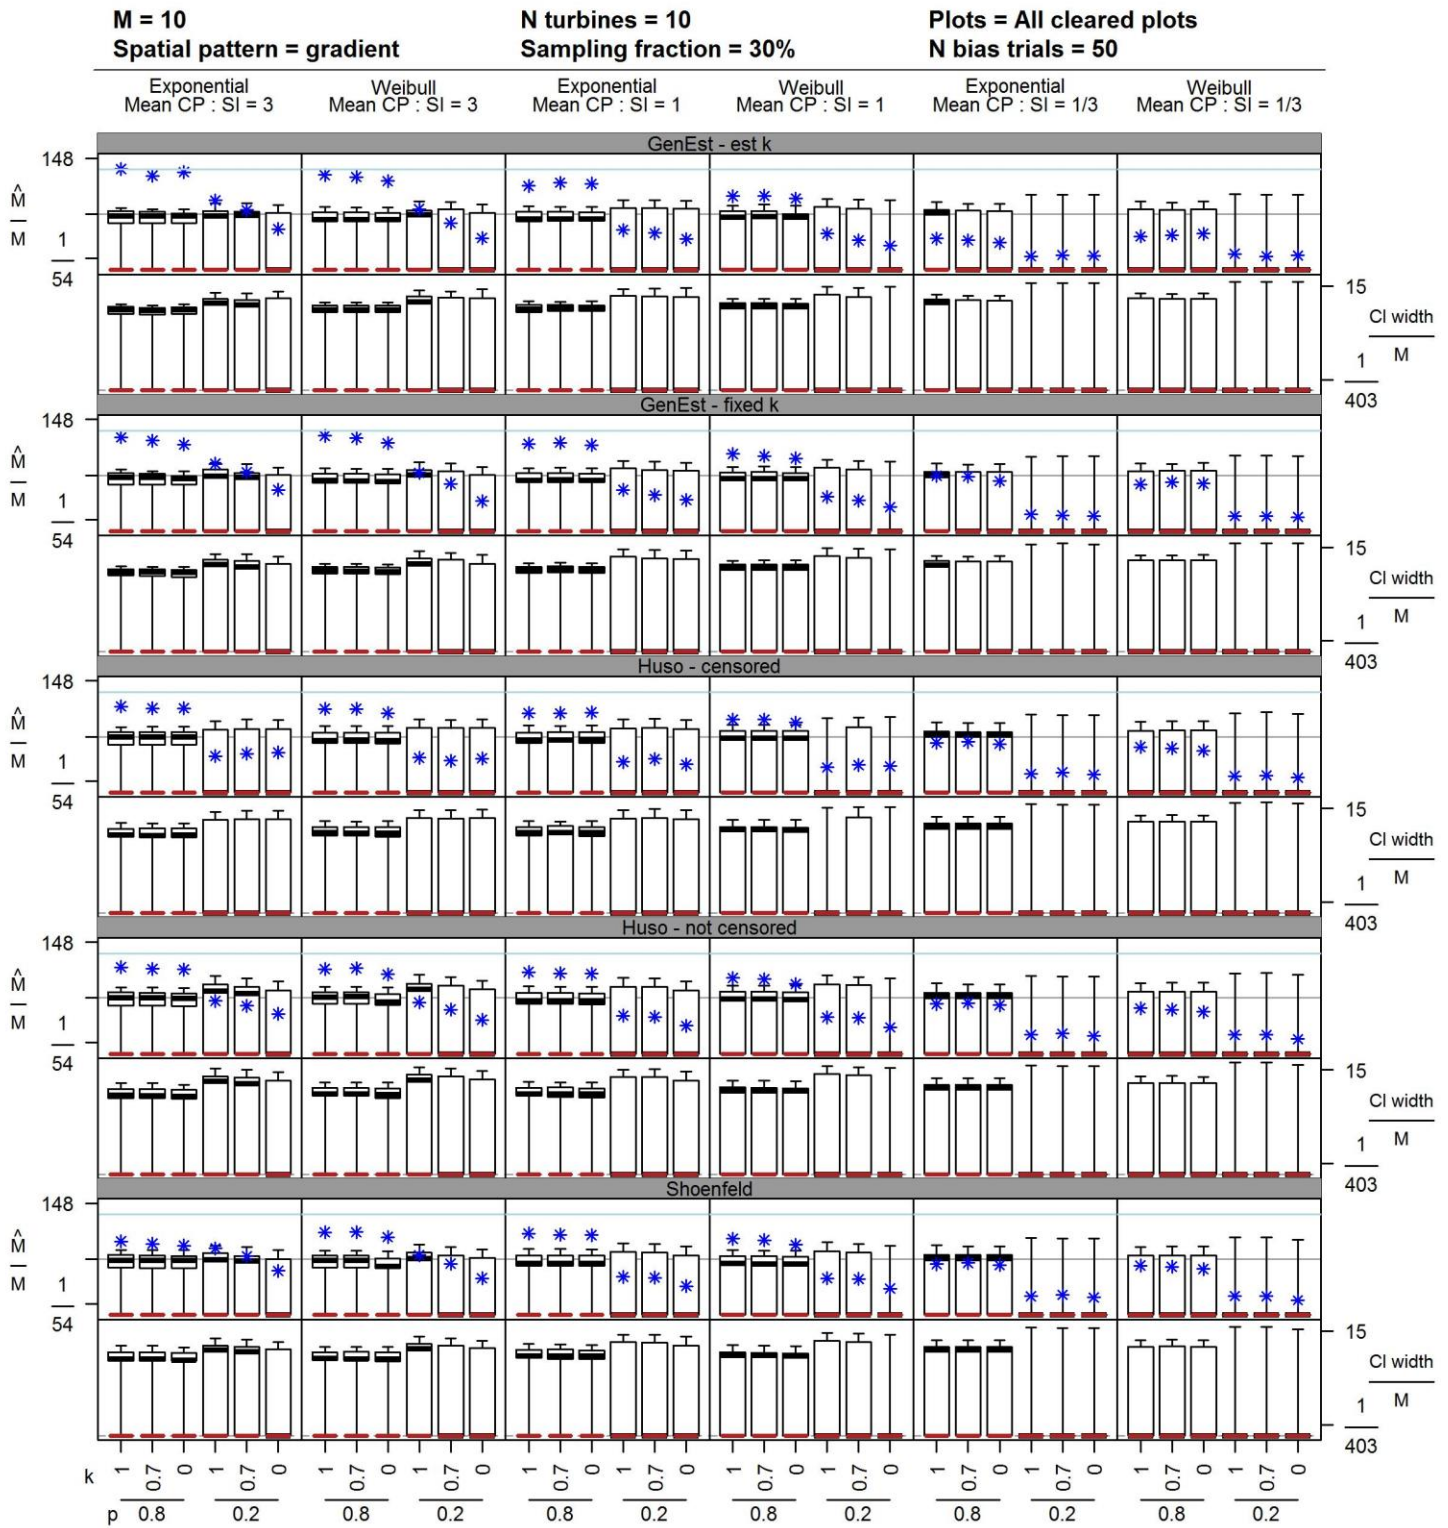 M = 10 N turbines = 10 Plots = All cleared plots
Spatial pattern = gradient Sampling fraction = 30% N bias trials = 50
Exponential Weibull Exponential Weibull Exponential Weibull
Mean CP : SI = 3 Mean CP : SI = 3 Mean CP : SI = 1 Mean CP : SI = 1 Mean CP : SI = 1/3 Mean CP : SI = 1/3
GenEst - est k
148
M̂
M
1
54
15
CI width
M
1
403
GenEst - fixed k
148
M̂
M
1
54
15
CI width
M
1
403
Huso - censored
148
M̂
M
1
54
15
CI width
M
1
403
Huso - not censored
148
M̂
M
1
54
15
CI width
M
1
403
Shoenfeld
148
M̂
M
1
54
15
CI width
M
1
403
k 1 0.7 0 1 0.7 0 1 0.7 0 1 0.7 0 1 0.7 0 1 0.7 0 1 0.7 0 1 0.7 0 1 0.7 0 1 0.7 0 1 0.7 0 1 0.7 0
p 0.8 0.2 0.8 0.2 0.8 0.2 0.8 0.2 0.8 0.2 0.8 0.2